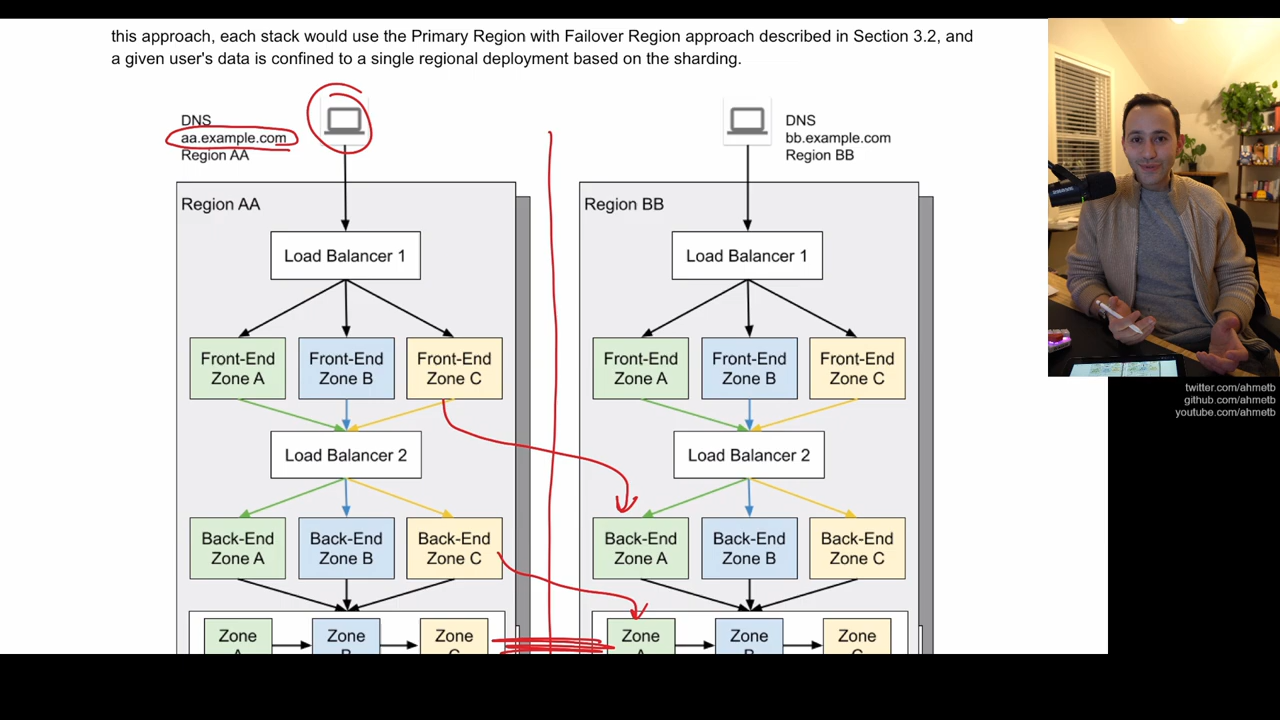 this approach, each stack would use the Primary Region with Failover Region approach described in Section 3.2, and
a given user's data is confined to a single regional deployment based on the sharding.
DNS
aa.example.com
Region AA
DNS
bb.example.com
Region BB
Region AA
Load Balancer 1
Front-End
Zone A
Front-End
Zone B
Front-End
Zone C
Load Balancer 2
Back-End
Zone A
Back-End
Zone B
Back-End
Zone C
Zone
Zone
Zone
Region BB
Load Balancer 1
Front-End
Zone A
Front-End
Zone B
Front-End
Zone C
Load Balancer 2
Back-End
Zone A
Back-End
Zone B
Back-End
Zone C
Zone
Zone
Zone
twitter.com/ahmetb
github.com/ahmetb
youtube.com/ahmetb